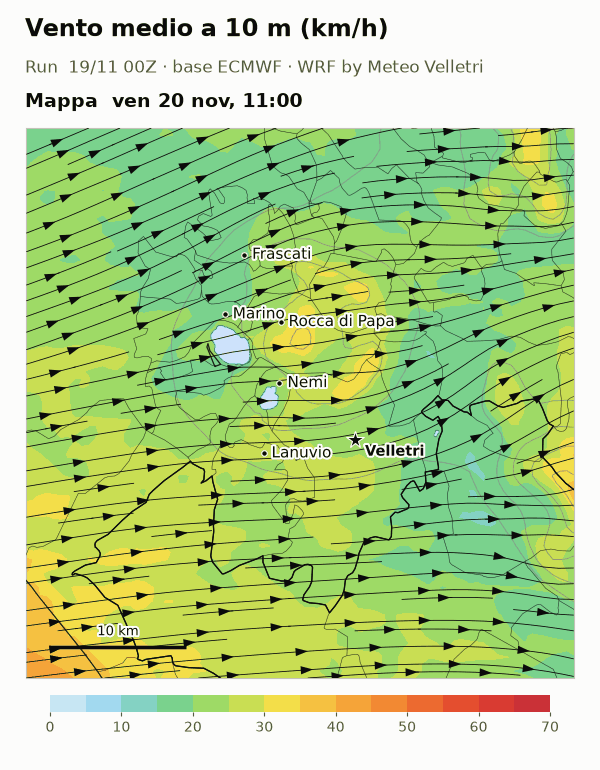 Vento medio a 10 m (km/h)
Run 19/11 00Z · base ECMWF · WRF by Meteo Velletri
Mappa ven 20 nov, 11:00
Frascati
Marino
Rocca di Papa
Nemi
Velletri
Lanuvio
10 km
0 10 20 30 40 50 60 70